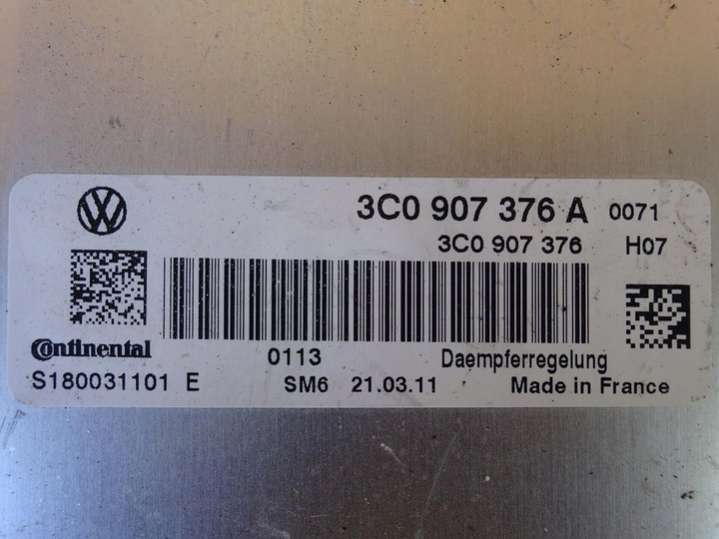 3C0 907 376 A 0071
3C0 907 376 H07
Continental 0113 Daempferregelung
S180031101 E SM6 21.03.11 Made in France